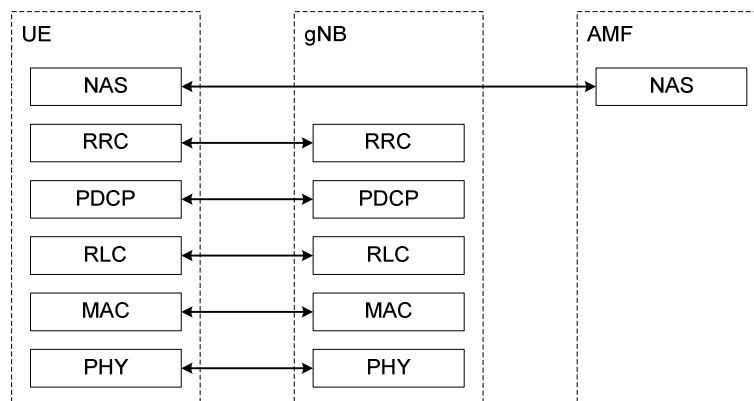 UE gNB AMF
NAS NAS
RRC RRC
PDCP PDCP
RLC RLC
MAC MAC
PHY PHY